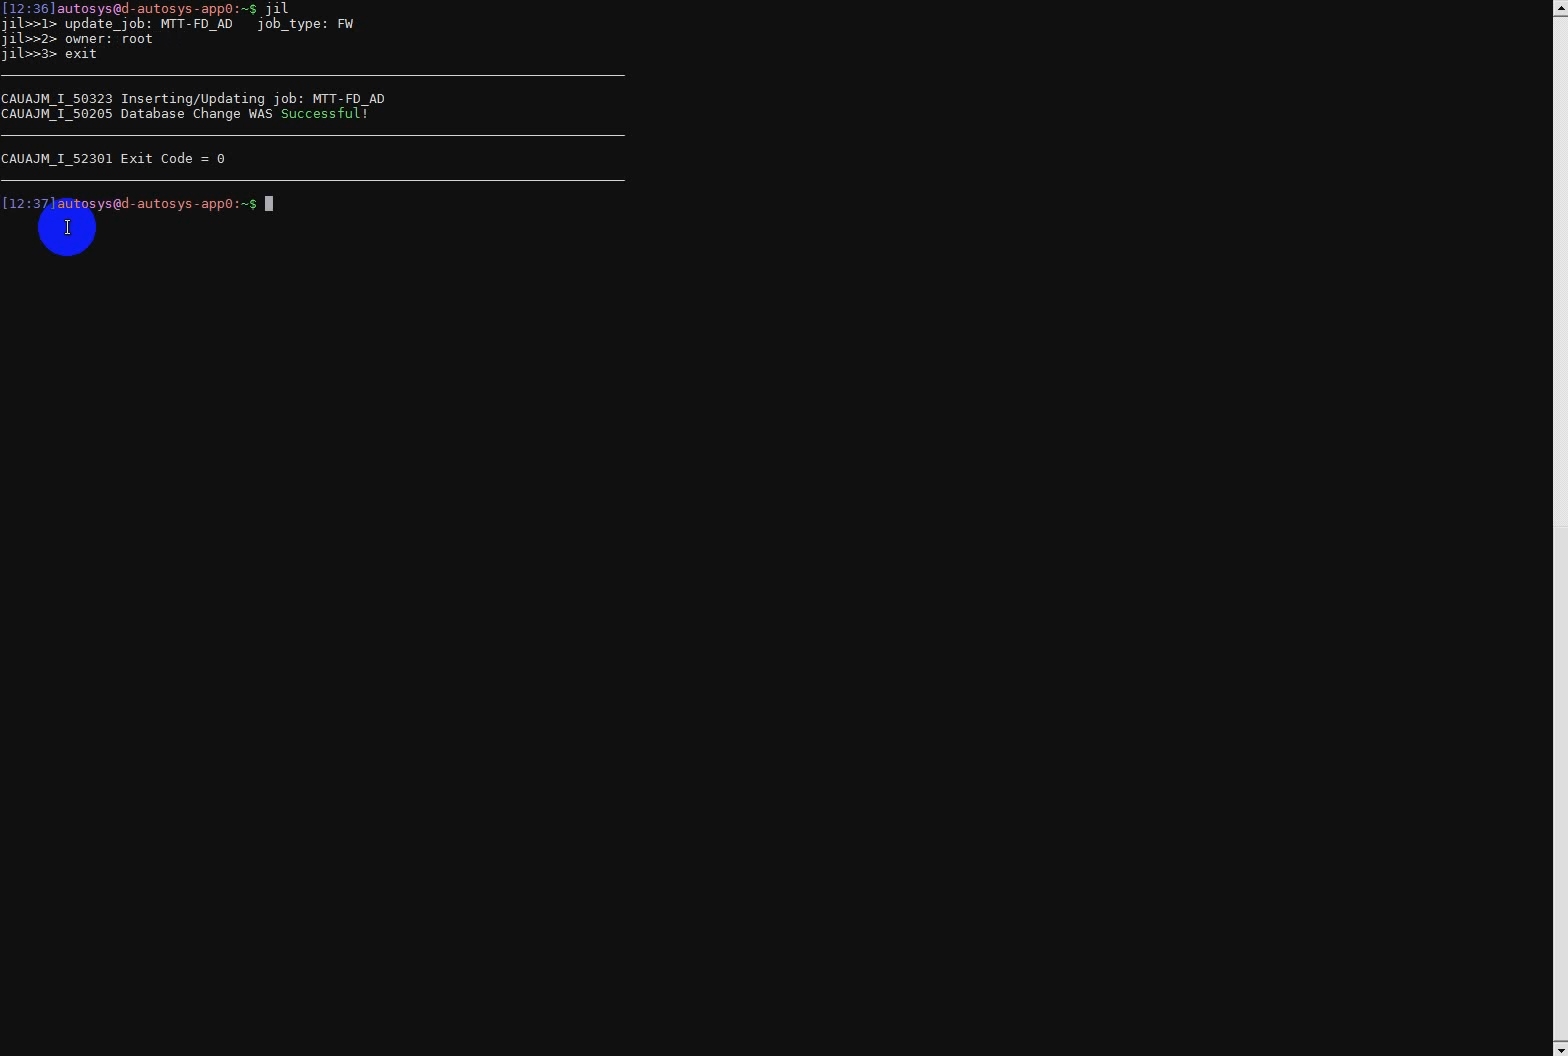 [12:36]autosys@d-autosys-app0:~$ jil
jil>>1> update_job: MTT-FD_AD   job_type: FW
jil>>2> owner: root
jil>>3> exit
CAUAJM_I_50323 Inserting/Updating job: MTT-FD_AD
CAUAJM_I_50205 Database Change WAS Successful!
CAUAJM_I_52301 Exit Code = 0
[12:37]autosys@d-autosys-app0:~$